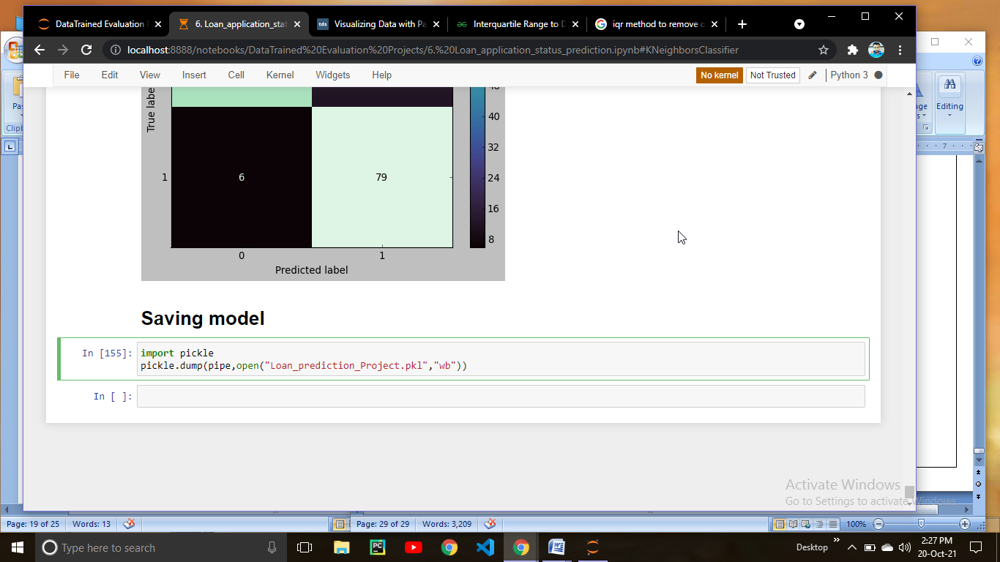 DataTrained Evaluation
6. Loan_application_stat
tds Visualizing Data with Pa
Interquartile Range to D
iqr method to remove o
localhost:8888/notebooks/DataTrained%20Evaluation%20Projects/6.%20Loan_application_status_prediction.ipynb#KNeighborsClassifier
File Edit View Insert Cell Kernel Widgets Help
No kernel Not Trusted Python 3
True labe
40
32
24
16
8
1
6 79
0 1
Predicted label
Saving model
In [155]: import pickle
pickle.dump(pipe,open("Loan_prediction_Project.pkl","wb"))
In [ ]:
Pas
Clipb
L
Editing
7
Activate Windows
Go to Settings to activate Windows.
Page: 19 of 25 Words: 13
Page: 29 of 29 Words: 3,209
100%
Type here to search
Desktop
2:27 PM
20-Oct-21